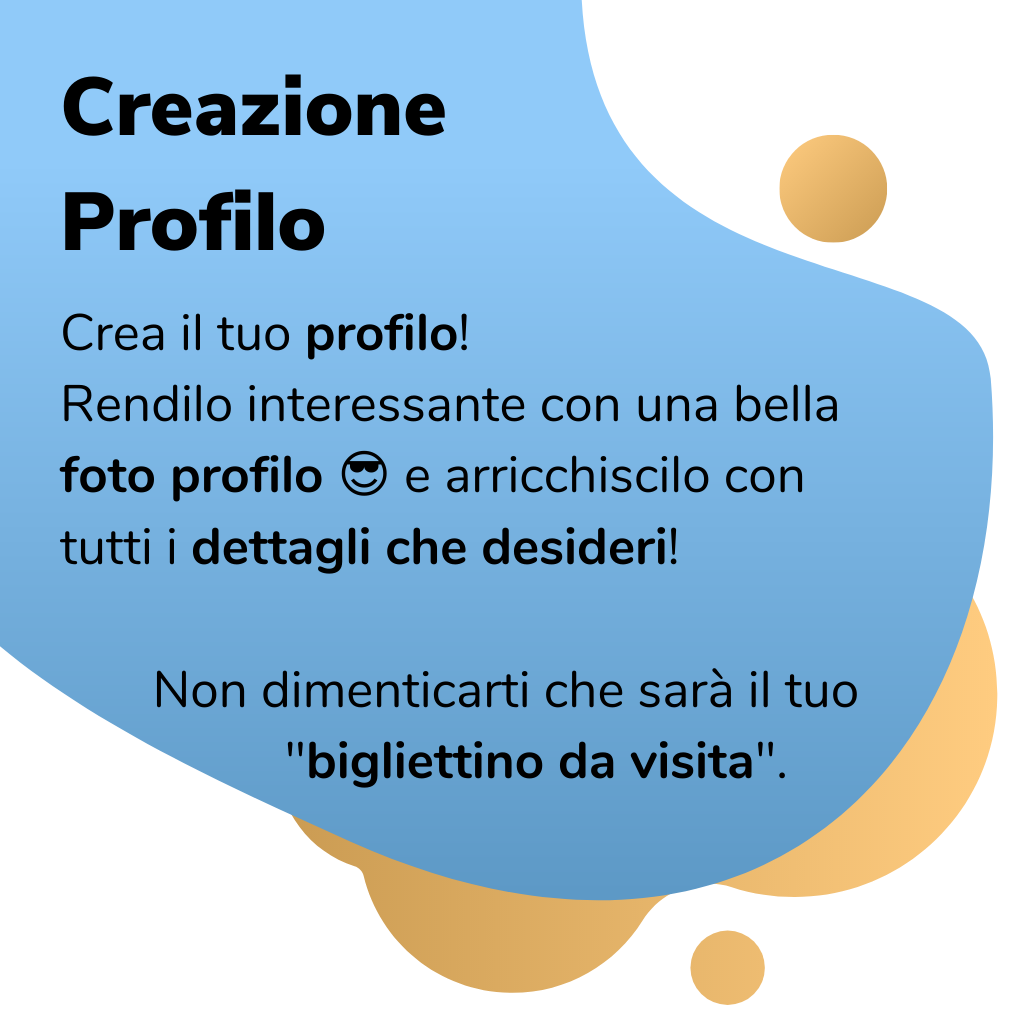 Creazione
Profilo
Crea il tuo profilo!
Rendilo interessante con una bella
foto profilo 😎 e arricchiscilo con
tutti i dettagli che desideri!
Non dimenticarti che sarà il tuo
"bigliettino da visita".